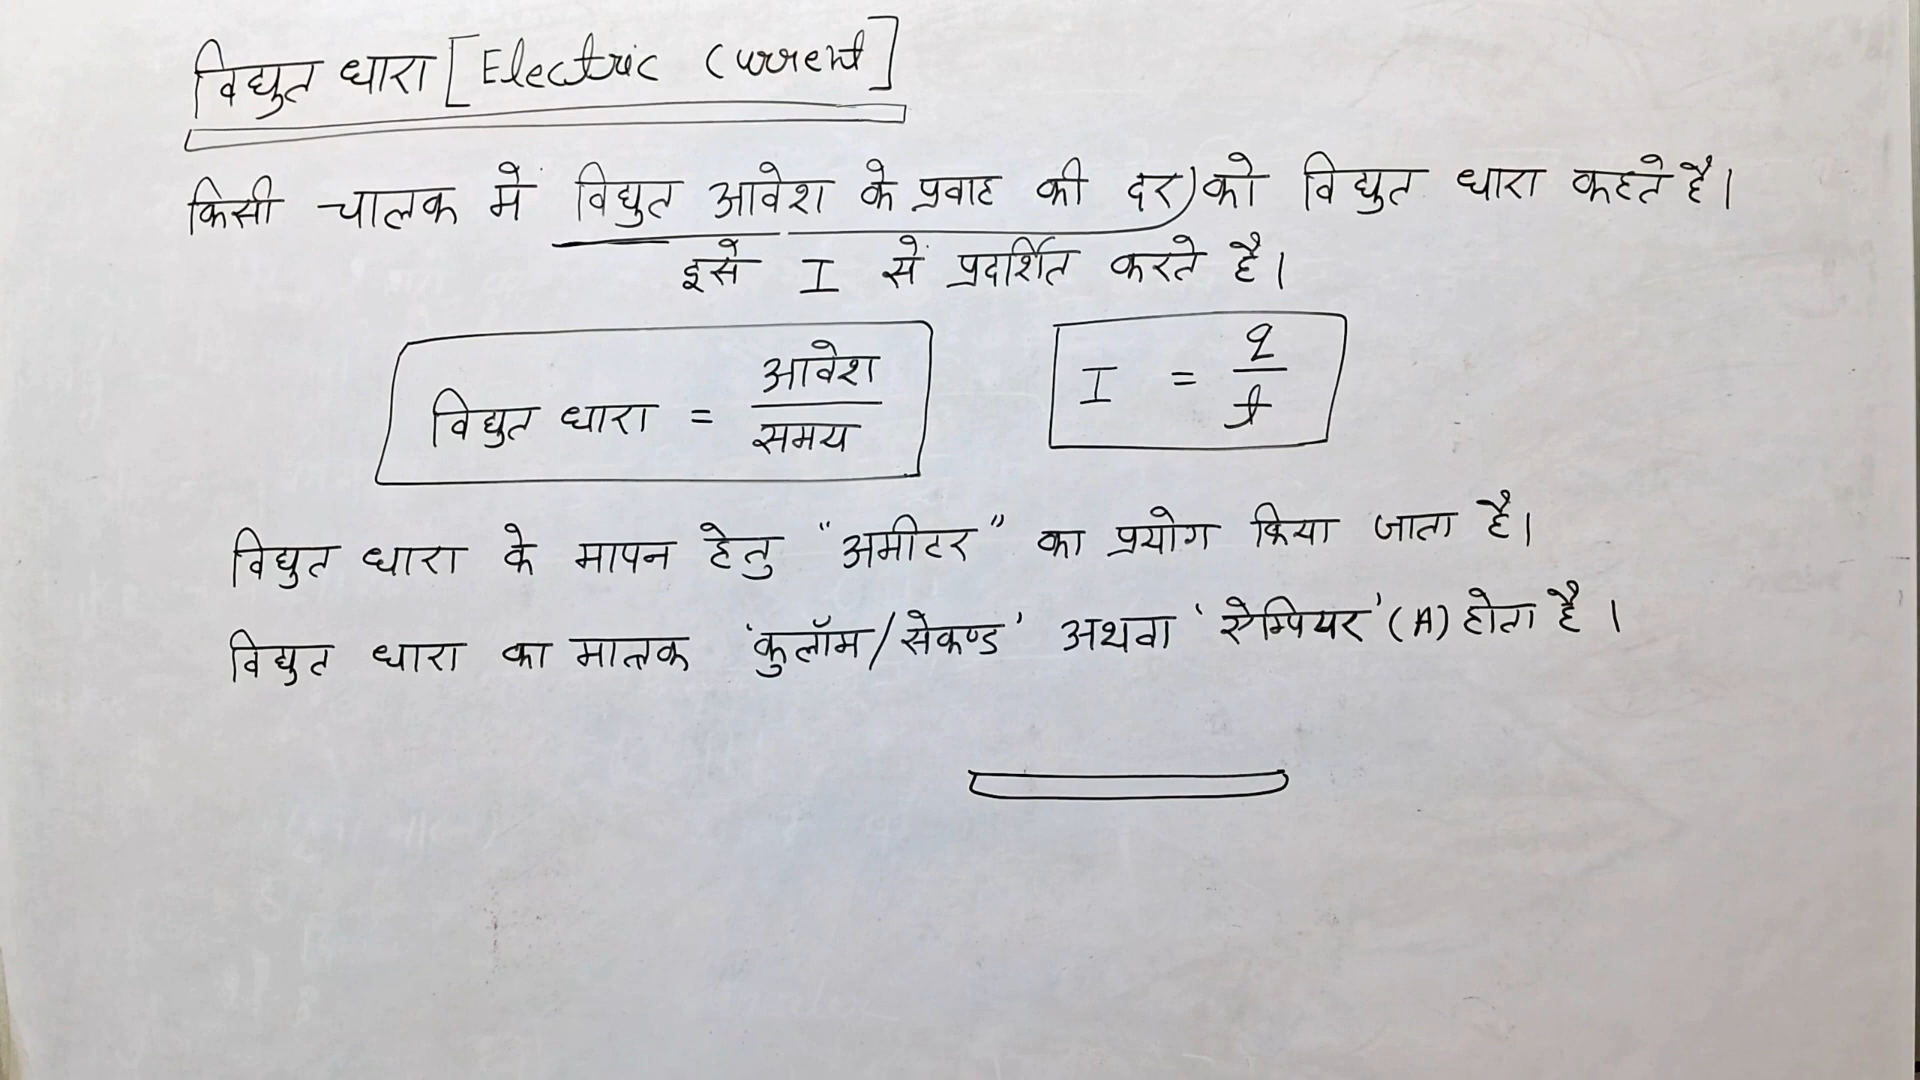 विद्युत धारा [Electric Current]
किसी चालक में विद्युत आवेश के प्रवाह की दर) को विद्युत धारा कहते है।
इसे I से प्रदर्शित करते है।
विद्युत धारा = आवेश / समय
I = q / t
विद्युत धारा के मापन हेतु "अमीटर" का प्रयोग किया जाता है।
विद्युत धारा का मात्रक 'कुलॉम/सेकण्ड' अथवा 'ऐम्पियर' (A) होता है।